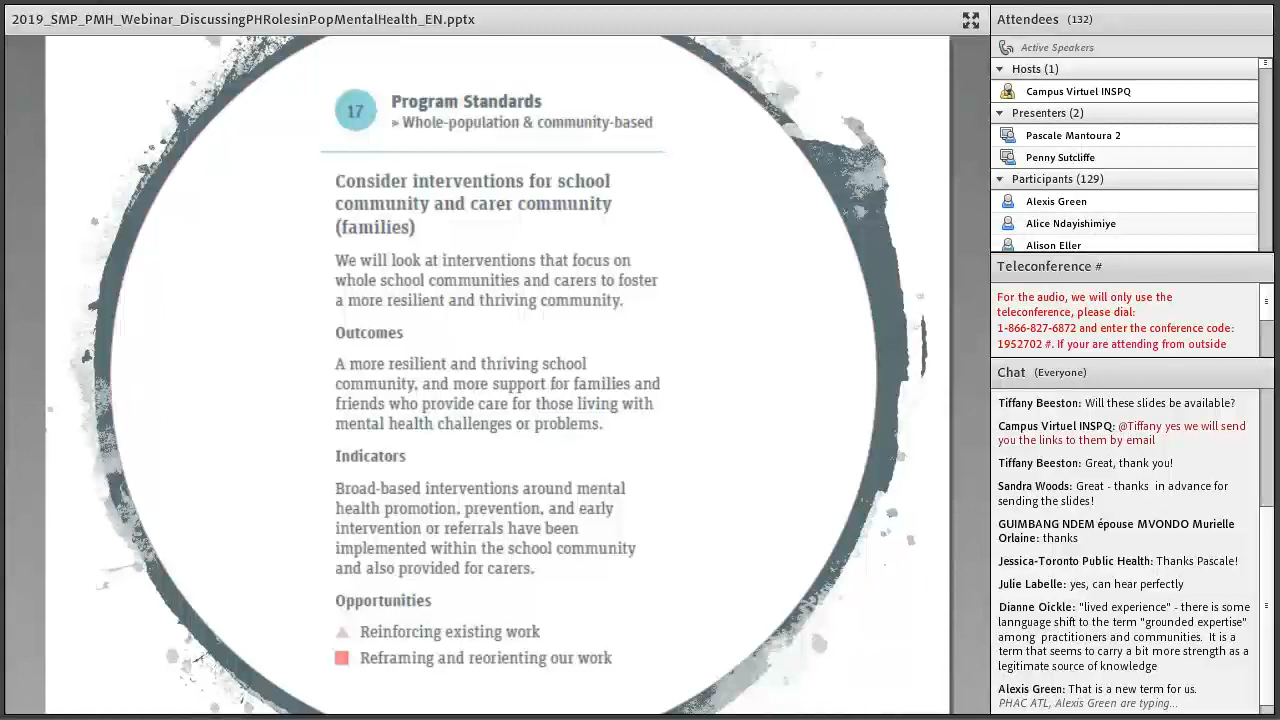 2019_SMP_PMH_Webinar_DiscussingPHRolesinPopMentalHealth_EN.pptx
17
Program Standards
» Whole-population & community-based
Consider interventions for school
community and carer community
(families)
We will look at interventions that focus on
whole school communities and carers to foster
a more resilient and thriving community.
Outcomes
A more resilient and thriving school
community, and more support for families and
friends who provide care for those living with
mental health challenges or problems.
Indicators
Broad-based interventions around mental
health promotion, prevention, and early
intervention or referrals have been
implemented within the school community
and also provided for carers.
Opportunities
Reinforcing existing work
Reframing and reorienting our work
Attendees (132)
Active Speakers
Hosts (1)
Campus Virtuel INSPQ
Presenters (2)
Pascale Mantoura 2
Penny Sutcliffe
Participants (129)
Alexis Green
Alice Ndayishimiye
Alison Eller
Teleconference #
For the audio, we will only use the
teleconference, please dial:
1-866-827-6872 and enter the conference code:
1952702 #. If your are attending from outside
Chat (Everyone)
Tiffany Beeston: Will these slides be available?
Campus Virtuel INSPQ: @Tiffany yes we will send
you the links to them by email
Tiffany Beeston: Great, thank you!
Sandra Woods: Great - thanks in advance for
sending the slides!
GUIMBANG NDEM épouse MVONDO Murielle
Orlaine: thanks
Jessica-Toronto Public Health: Thanks Pascale!
Julie Labelle: yes, can hear perfectly
Dianne Oickle: "lived experience" - there is some
lannguage shift to the term "grounded expertise"
among practitioners and communities. It is a
term that seems to carry a bit more strength as a
legitimate source of knowledge
Alexis Green: That is a new term for us.
PHAC ATL, Alexis Green are typing...